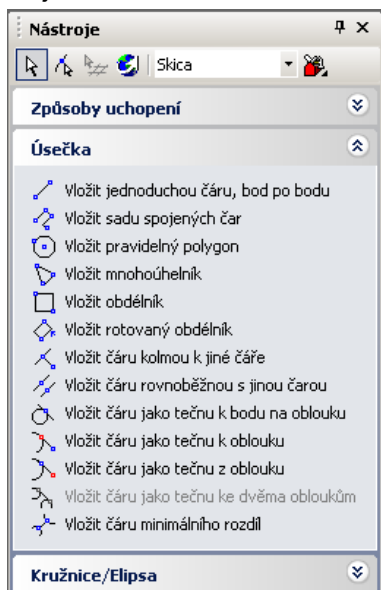 Nástroje
Skica
Způsoby uchopení
Úsečka
Vložit jednoduchou čáru, bod po bodu
Vložit sadu spojených čar
Vložit pravidelný polygon
Vložit mnohoúhelník
Vložit obdélník
Vložit rotovaný obdélník
Vložit čáru kolmou k jiné čáře
Vložit čáru rovnoběžnou s jinou čarou
Vložit čáru jako tečnu k bodu na oblouku
Vložit čáru jako tečnu k oblouku
Vložit čáru jako tečnu z oblouku
Vložit čáru jako tečnu ke dvěma obloukům
Vložit čáru minimálního rozdíl
Kružnice/Elipsa